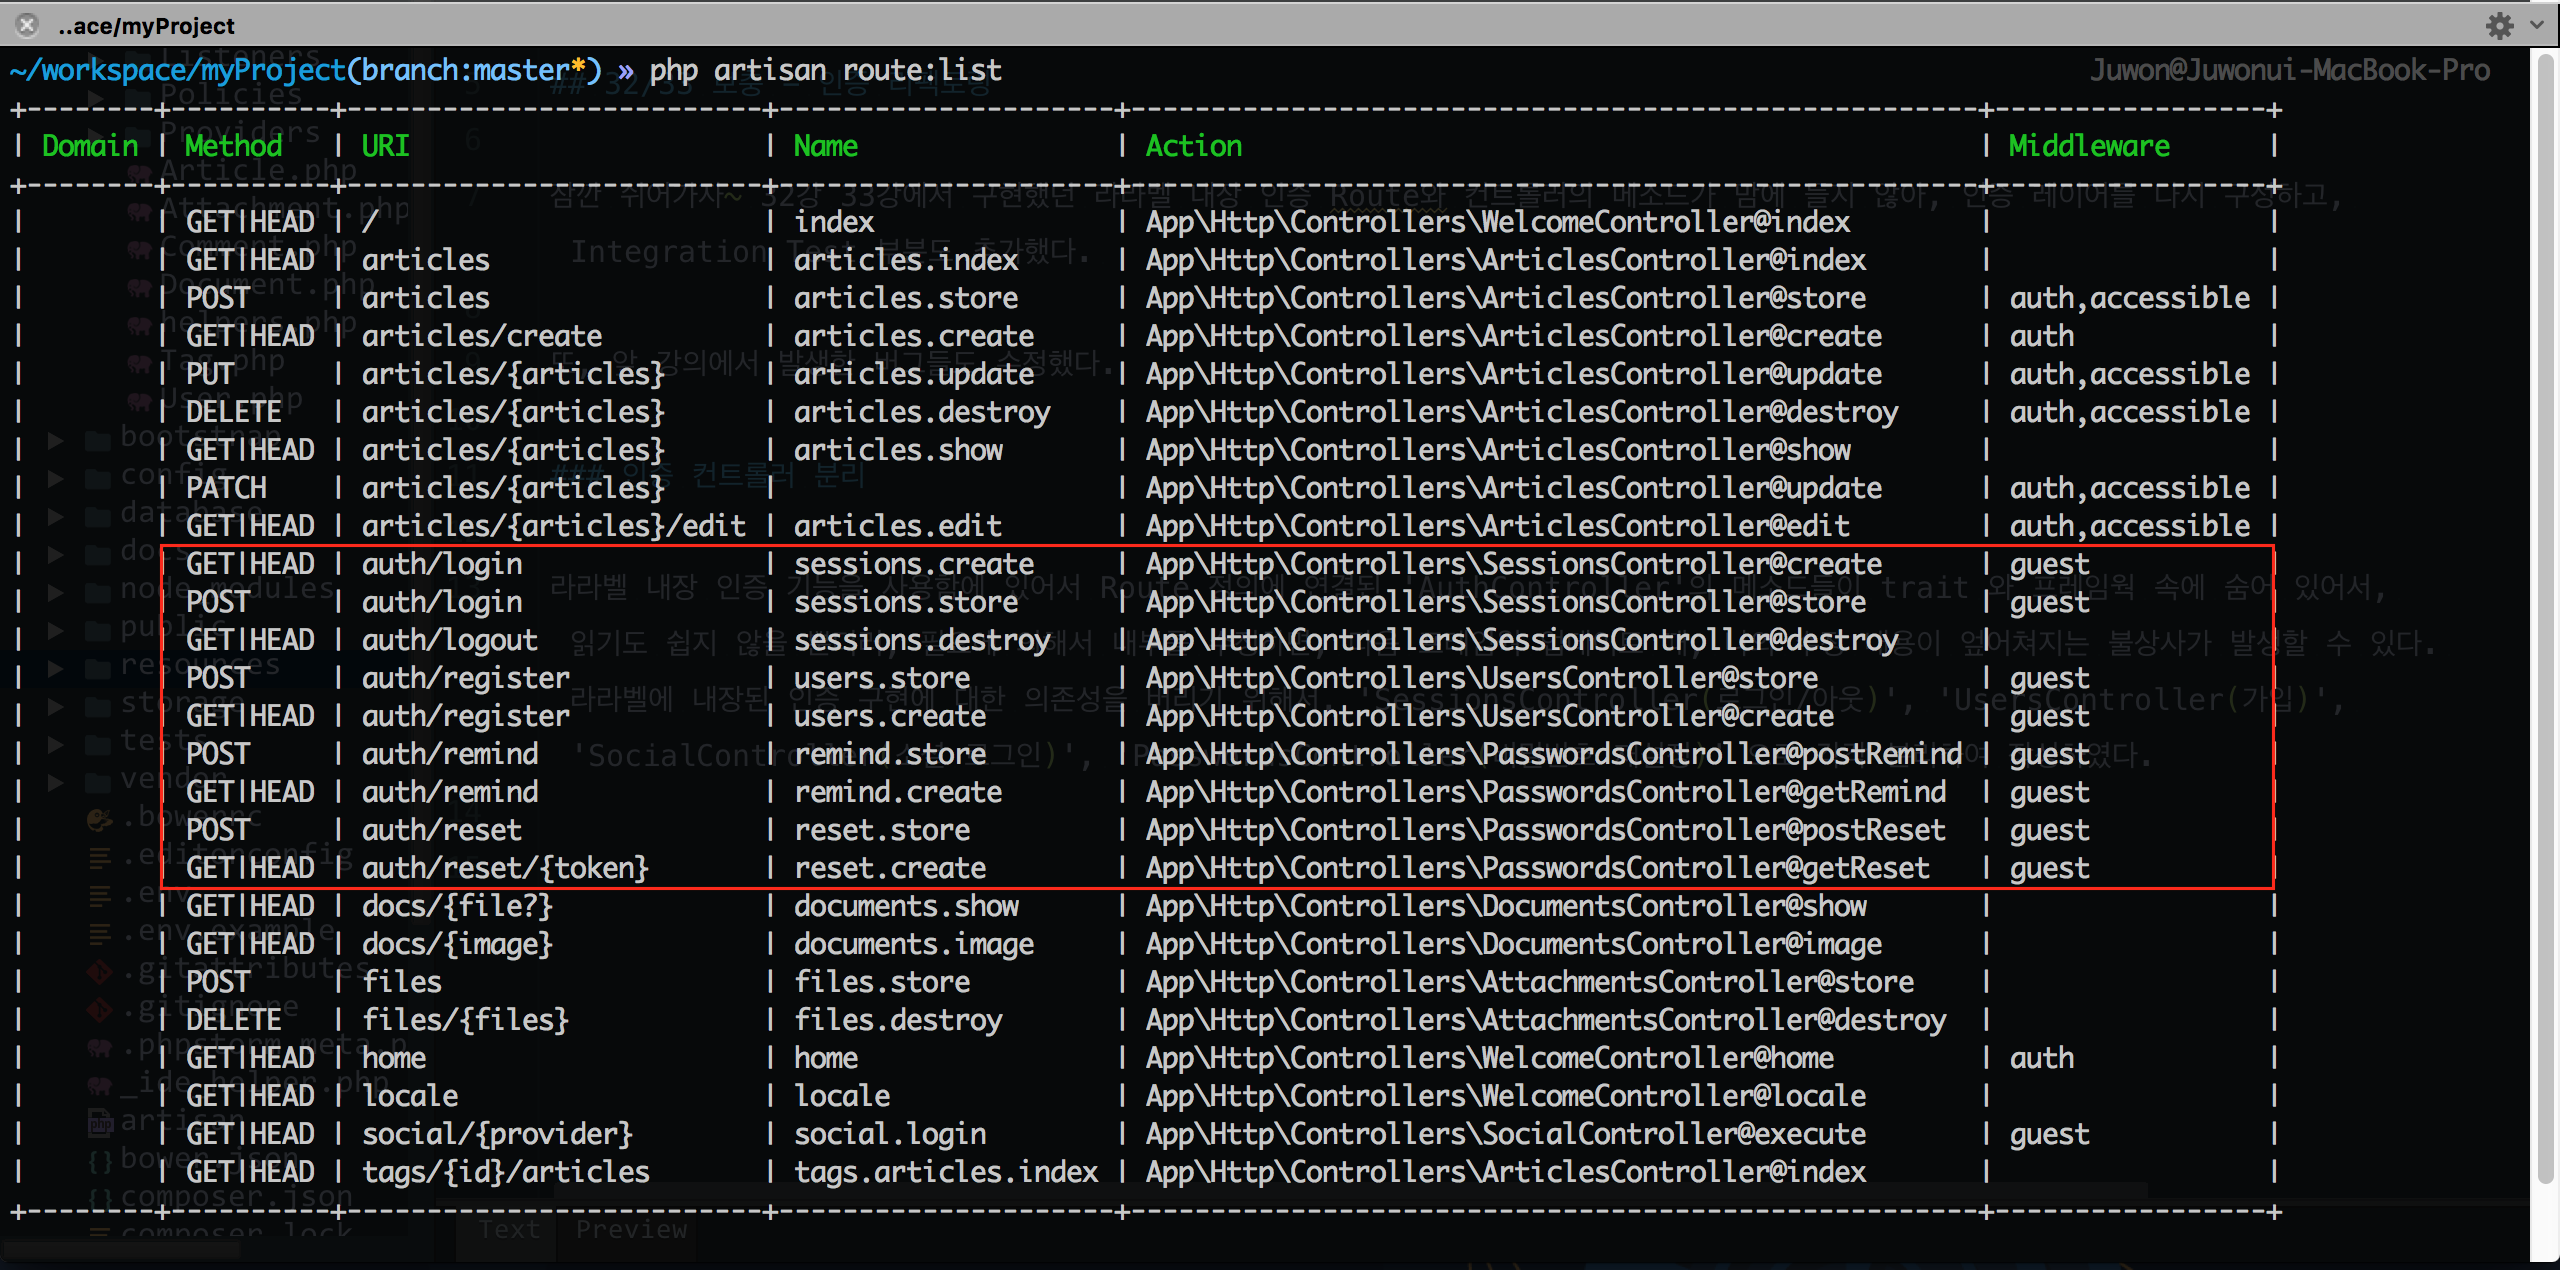 ..ace/myProject
~/workspace/myProject(branch:master*) » php artisan route:list Juwon@Juwonui-MacBook-Pro
+--------+----------+--------------------------+---------------------+-----------------------------------------------------+-----------------+
| Domain | Method | URI | Name | Action | Middleware |
+--------+----------+--------------------------+---------------------+-----------------------------------------------------+-----------------+
| | GET|HEAD | / | index | App\Http\Controllers\WelcomeController@index | |
| | GET|HEAD | articles | articles.index | App\Http\Controllers\ArticlesController@index | |
| | POST | articles | articles.store | App\Http\Controllers\ArticlesController@store | auth,accessible |
| | GET|HEAD | articles/create | articles.create | App\Http\Controllers\ArticlesController@create | auth |
| | PUT | articles/{articles} | articles.update | App\Http\Controllers\ArticlesController@update | auth,accessible |
| | DELETE | articles/{articles} | articles.destroy | App\Http\Controllers\ArticlesController@destroy | auth,accessible |
| | GET|HEAD | articles/{articles} | articles.show | App\Http\Controllers\ArticlesController@show | |
| | PATCH | articles/{articles} | | App\Http\Controllers\ArticlesController@update | auth,accessible |
| | GET|HEAD | articles/{articles}/edit | articles.edit | App\Http\Controllers\ArticlesController@edit | auth,accessible |
| | GET|HEAD | auth/login | sessions.create | App\Http\Controllers\SessionsController@create | guest |
| | POST | auth/login | sessions.store | App\Http\Controllers\SessionsController@store | guest |
| | GET|HEAD | auth/logout | sessions.destroy | App\Http\Controllers\SessionsController@destroy | |
| | POST | auth/register | users.store | App\Http\Controllers\UsersController@store | guest |
| | GET|HEAD | auth/register | users.create | App\Http\Controllers\UsersController@create | guest |
| | POST | auth/remind | remind.store | App\Http\Controllers\PasswordsController@postRemind | guest |
| | GET|HEAD | auth/remind | remind.create | App\Http\Controllers\PasswordsController@getRemind | guest |
| | POST | auth/reset | reset.store | App\Http\Controllers\PasswordsController@postReset | guest |
| | GET|HEAD | auth/reset/{token} | reset.create | App\Http\Controllers\PasswordsController@getReset | guest |
| | GET|HEAD | docs/{file?} | documents.show | App\Http\Controllers\DocumentsController@show | |
| | GET|HEAD | docs/{image} | documents.image | App\Http\Controllers\DocumentsController@image | |
| | POST | files | files.store | App\Http\Controllers\AttachmentsController@store | |
| | DELETE | files/{files} | files.destroy | App\Http\Controllers\AttachmentsController@destroy | |
| | GET|HEAD | home | home | App\Http\Controllers\WelcomeController@home | auth |
| | GET|HEAD | locale | locale | App\Http\Controllers\WelcomeController@locale | |
| | GET|HEAD | social/{provider} | social.login | App\Http\Controllers\SocialController@execute | guest |
| | GET|HEAD | tags/{id}/articles | tags.articles.index | App\Http\Controllers\ArticlesController@index | |
+--------+----------+--------------------------+---------------------+-----------------------------------------------------+-----------------+
Text Preview